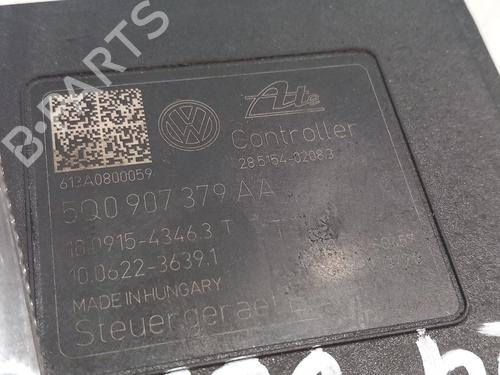 B-PARTS
Ate
Controller
28.5154-0208.3
613A0800059
5Q0 907 379 AA
10.0915-4346.3 T
10.0622-3639.1
MADE IN HUNGARY